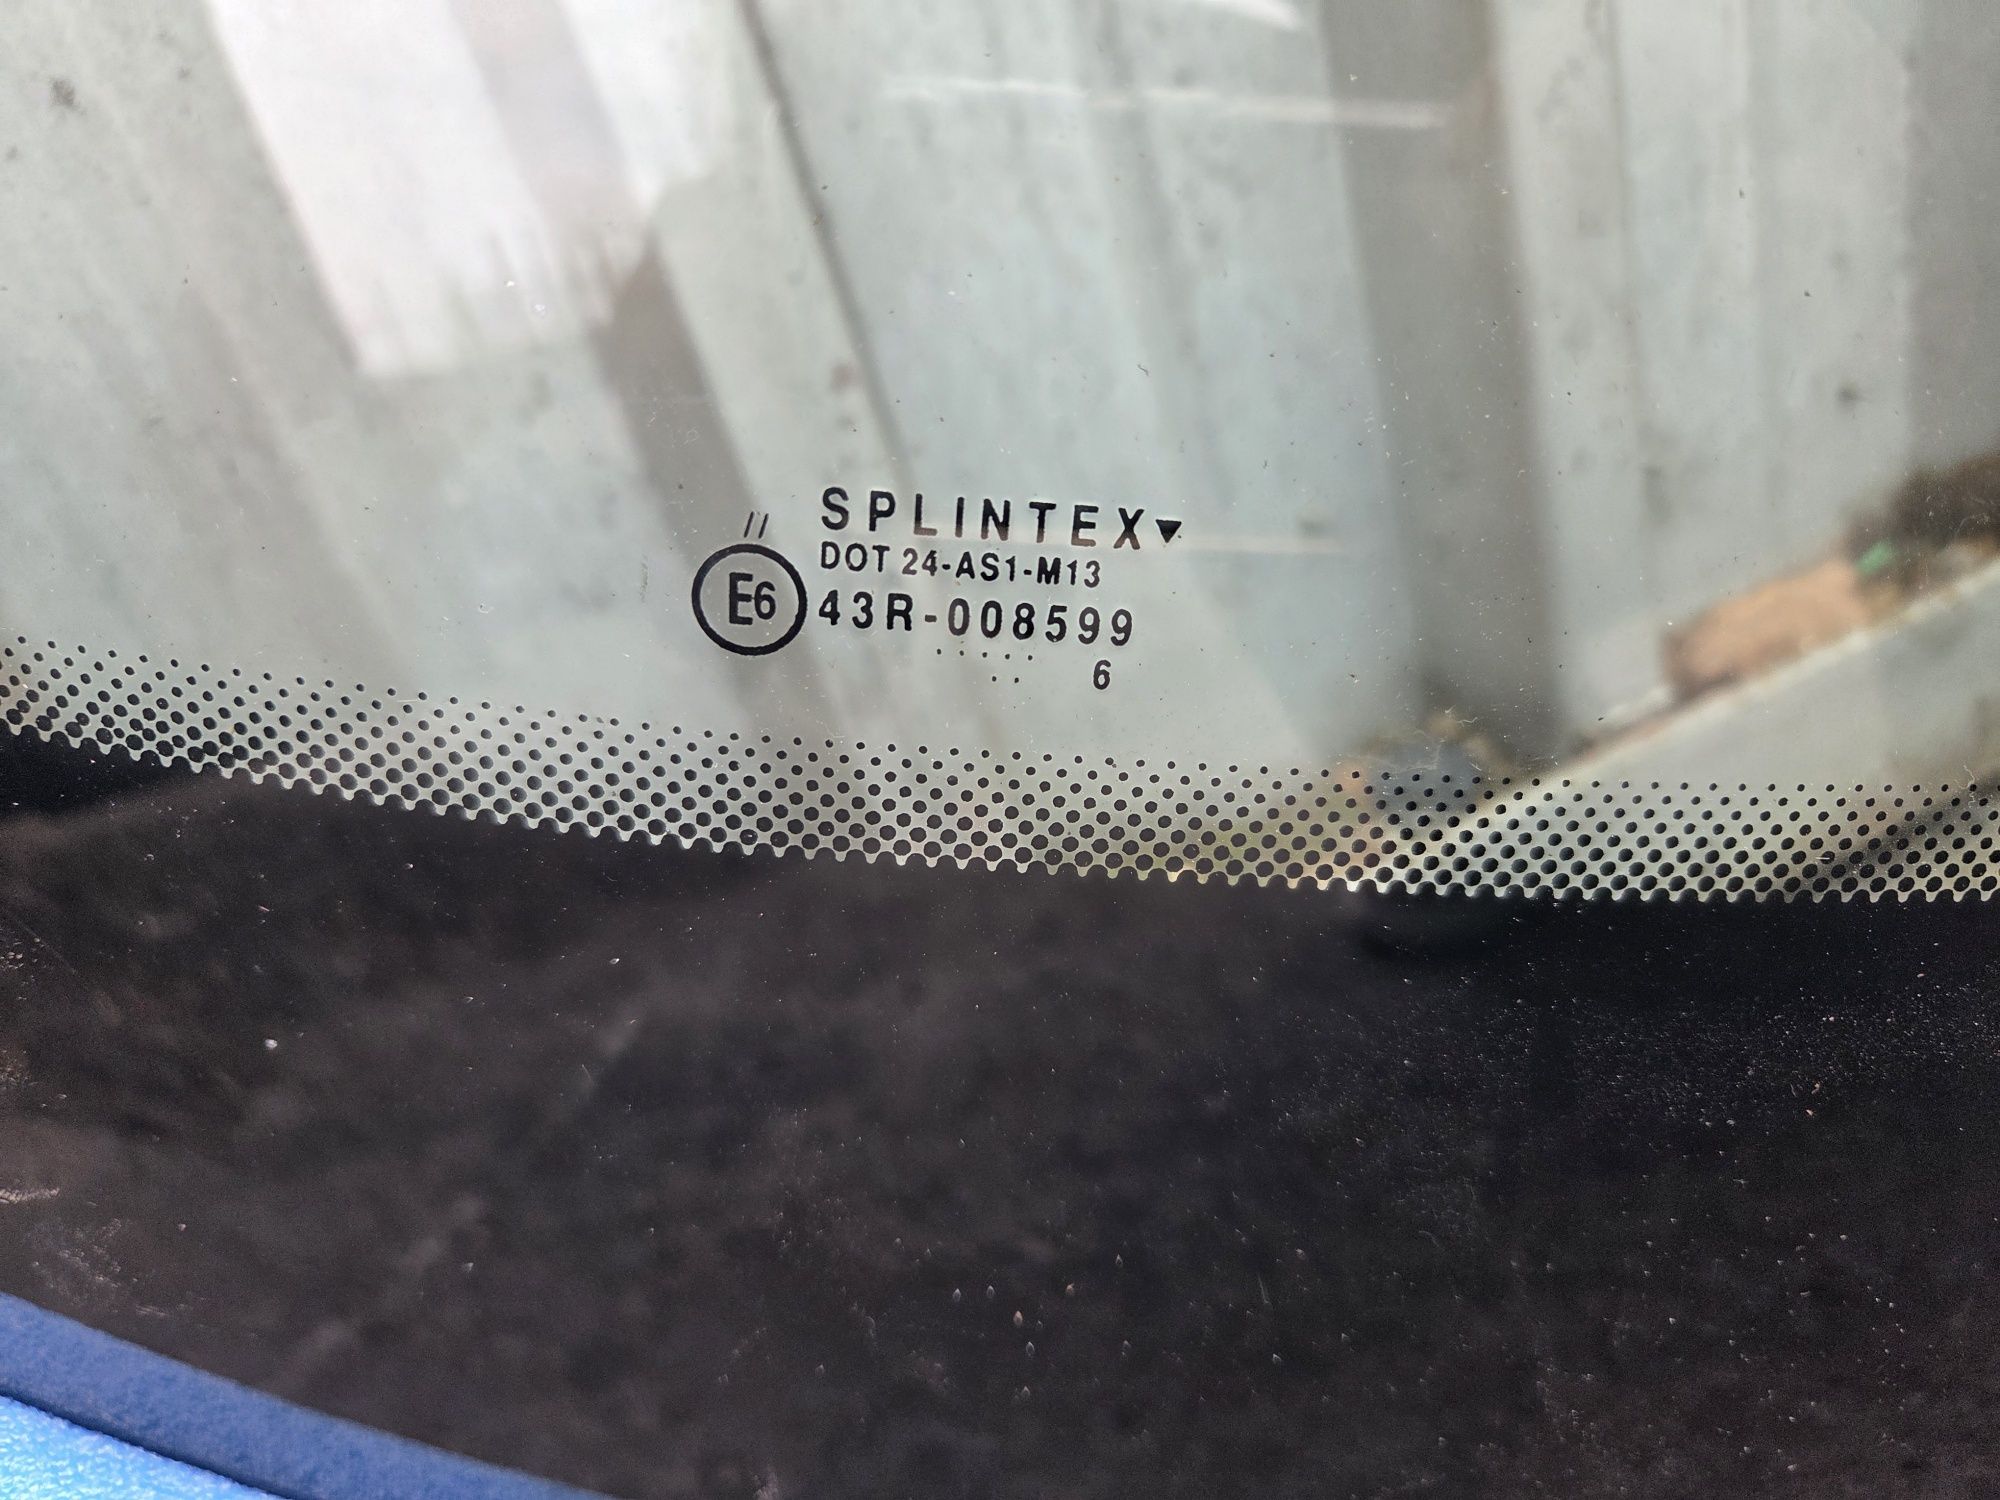 //
SPLINTEX▼
DOT 24-AS1-M13
E6
43R-008599
..... 
.. 6